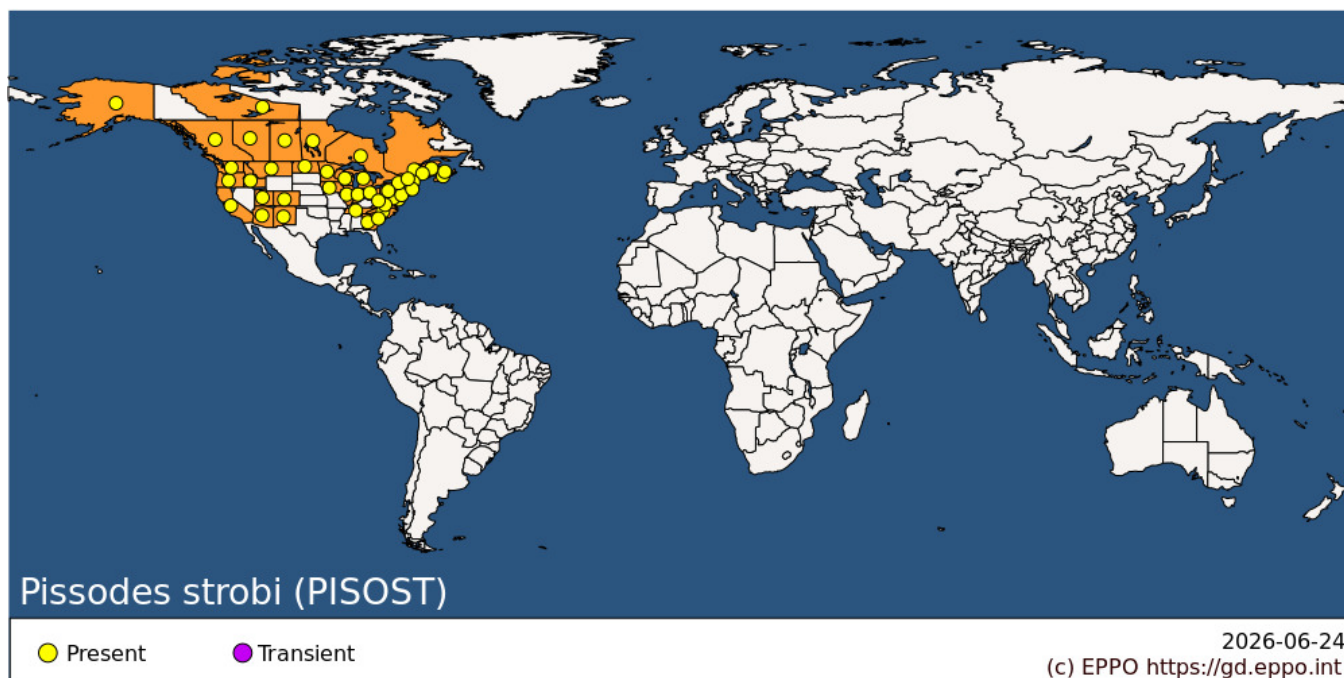 Pissodes strobi (PISOST)
Present
Transient
2026-06-24
(c) EPPO https://gd.eppo.int